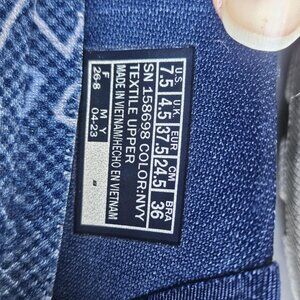 U.S. U.K. EUR CM BRA
7.5 4.5 37.5 24.5 36
SN 158698 COLOR:NVY
TEXTILE UPPER
MADE IN VIETNAM/HECHO EN VIETNAM
F M Y
26-8 04-23